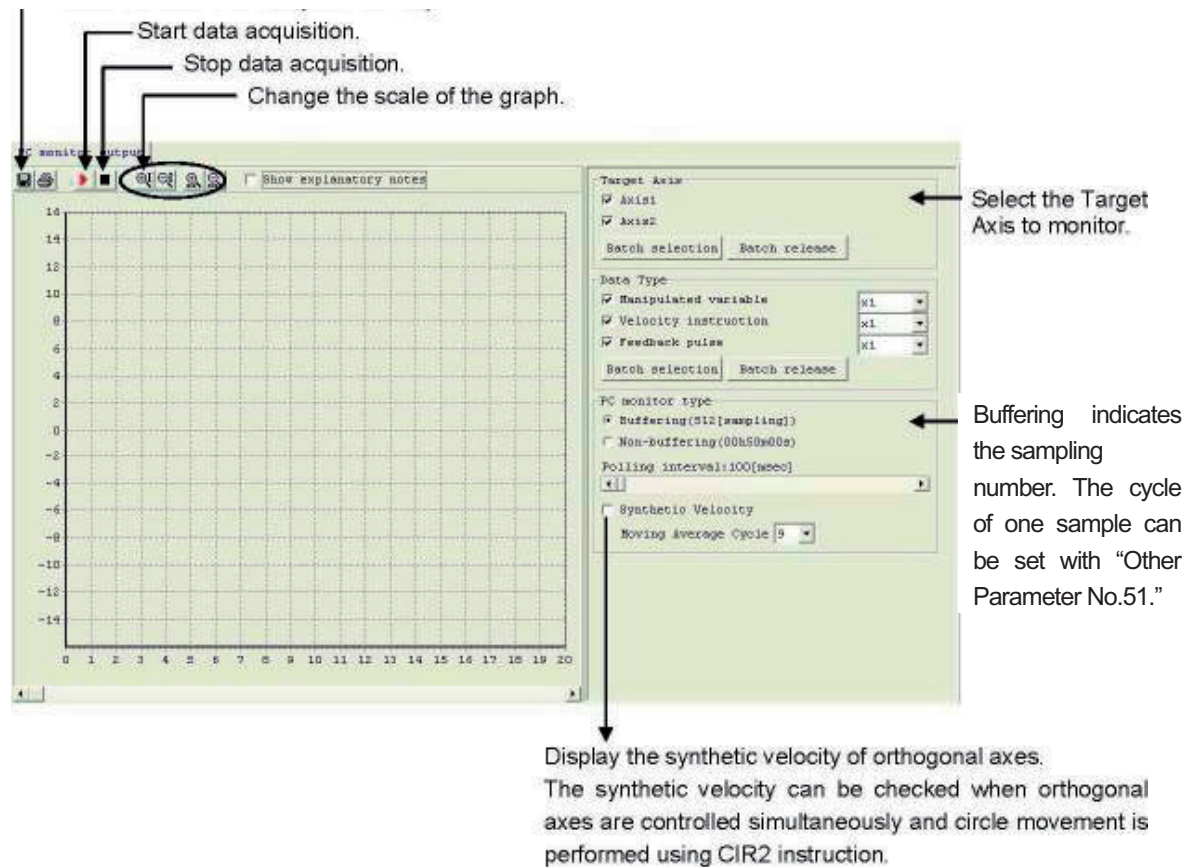 Start data acquisition.
Stop data acquisition.
Change the scale of the graph.
PC monitor output
Show explanatory notes
16
14
12
10
8
6
4
2
0
-2
-4
-6
-8
-10
-12
-14
0 1 2 3 4 5 6 7 8 9 10 11 12 13 14 15 16 17 18 19 20
Target Axis
Axis1
Axis2
Batch selection Batch release
Select the Target
Axis to monitor.
Data Type
Manipulated variable x1
Velocity instruction x1
Feedback pulse x1
Batch selection Batch release
PC monitor type
Buffering(512[sampling])
Non-buffering(00h50m00s)
Polling interval:100[msec]
Synthetic Velocity
Moving Average Cycle 9
Buffering indicates
the sampling
number. The cycle
of one sample can
be set with “Other
Parameter No.51.”
Display the synthetic velocity of orthogonal axes.
The synthetic velocity can be checked when orthogonal
axes are controlled simultaneously and circle movement is
performed using CIR2 instruction.